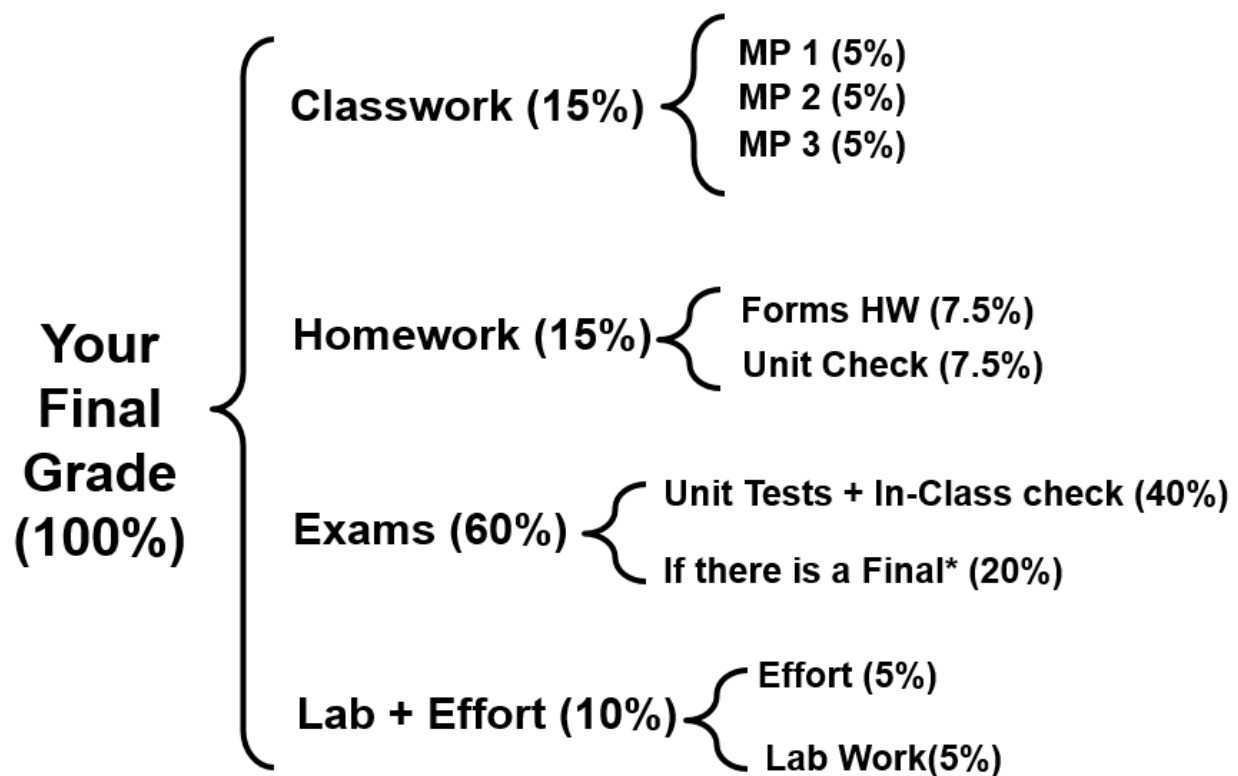 Your
Final
Grade
(100%)
Classwork (15%)
MP 1 (5%)
MP 2 (5%)
MP 3 (5%)
Homework (15%)
Forms HW (7.5%)
Unit Check (7.5%)
Exams (60%)
Unit Tests + In-Class check (40%)
If there is a Final* (20%)
Lab + Effort (10%)
Effort (5%)
Lab Work(5%)